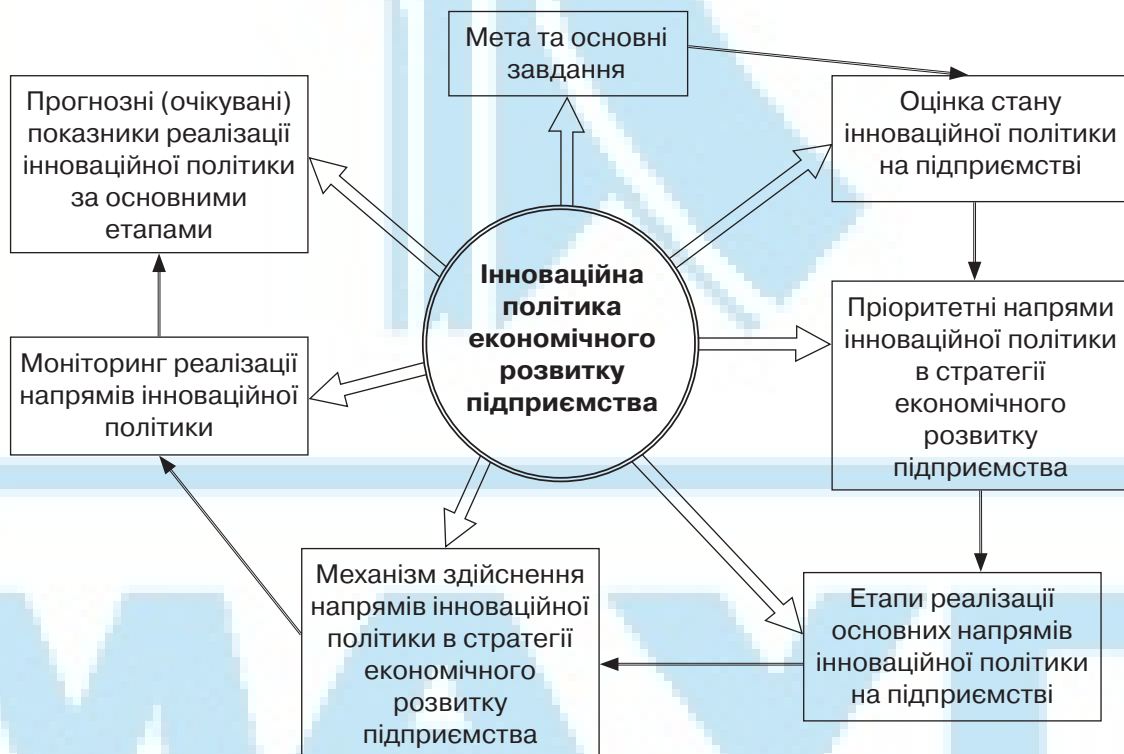 Мета та основні
завдання
Прогнозні (очікувані)
показники реалізації
інноваційної політики
за основними
етапами
Оцінка стану
інноваційної політики
на підприємстві
Інноваційна
політика
економічного
розвитку
підприємства
Моніторинг реалізації
напрямів інноваційної
політики
Пріоритетні напрями
інноваційної політики
в стратегії
економічного
розвитку
підприємства
Механізм здійснення
напрямів інноваційної
політики в стратегії
економічного
розвитку
підприємства
Етапи реалізації
основних напрямів
інноваційної політики
на підприємстві